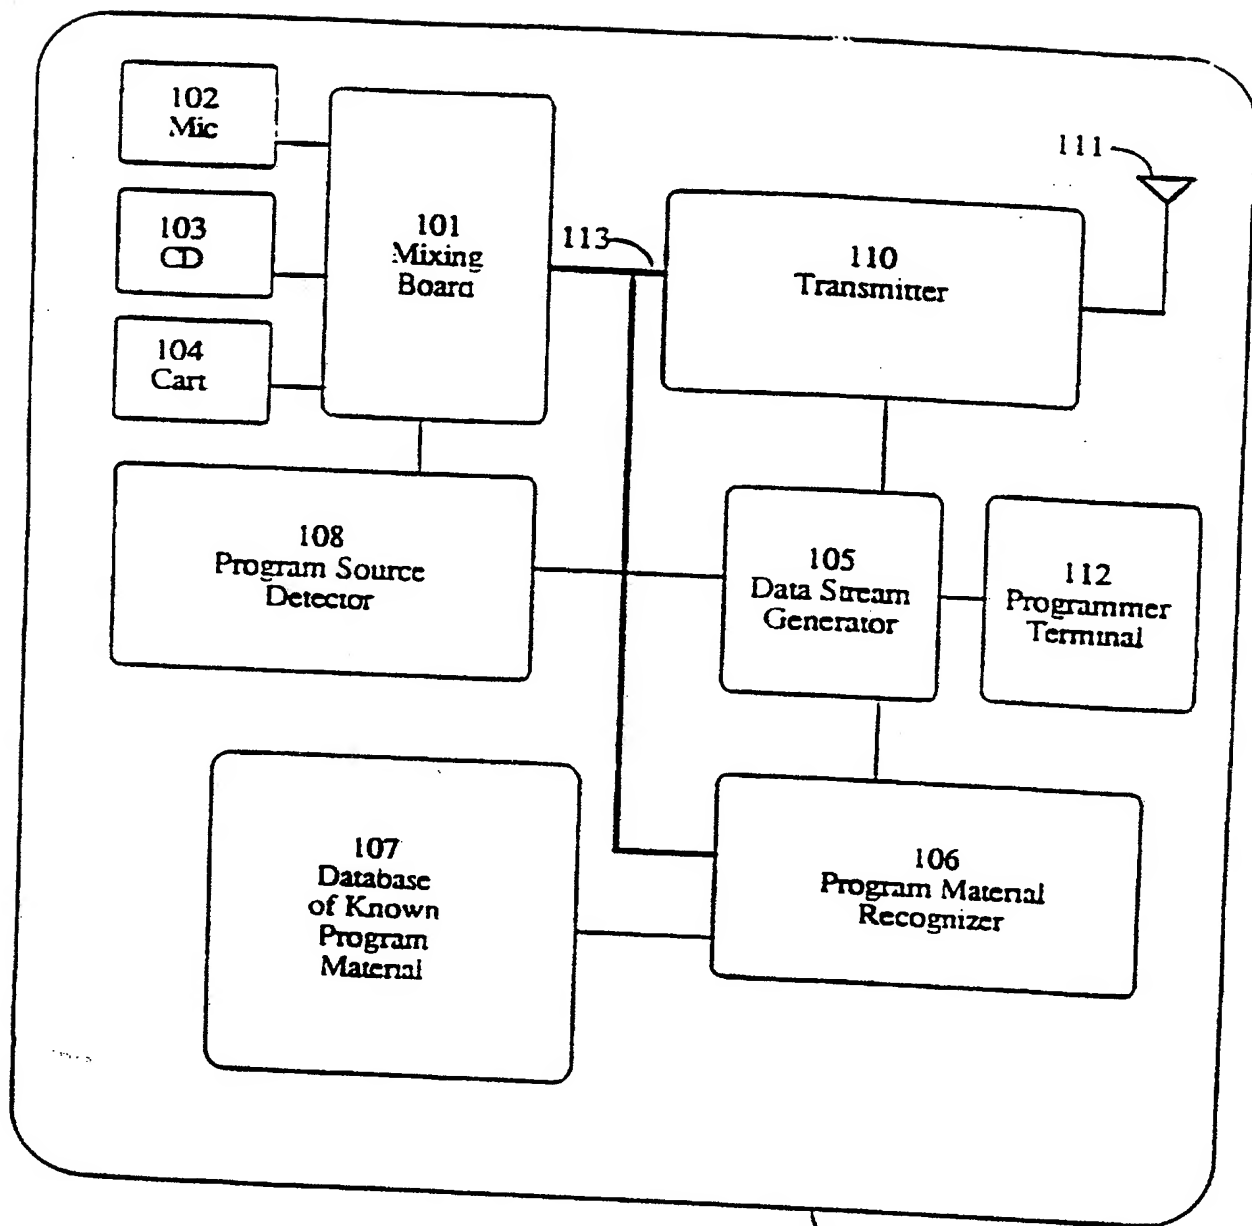 102
Mic
103
CD
104
Cart
101
Mixing
Board
113
110
Transmitter
111
108
Program Source
Detector
105
Data Stream
Generator
112
Programmer
Terminal
107
Database
of Known
Program
Material
106
Program Material
Recognizer